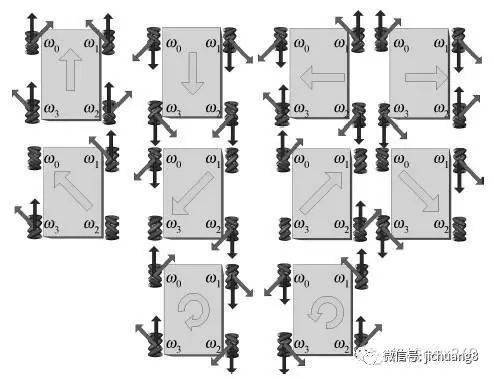 ω0 ω1 ω0 ω1 ω0 ω1 ω0 ω1
ω3 ω2 ω3 ω2 ω3 ω2 ω3 ω2
ω0 ω1 ω0 ω1 ω0 ω1 ω0 ω1
ω3 ω2 ω3 ω2 ω3 ω2 ω3 ω2
ω0 ω1 ω0 ω1
ω3 ω2 ω3 ω2
微信号: jichuang8